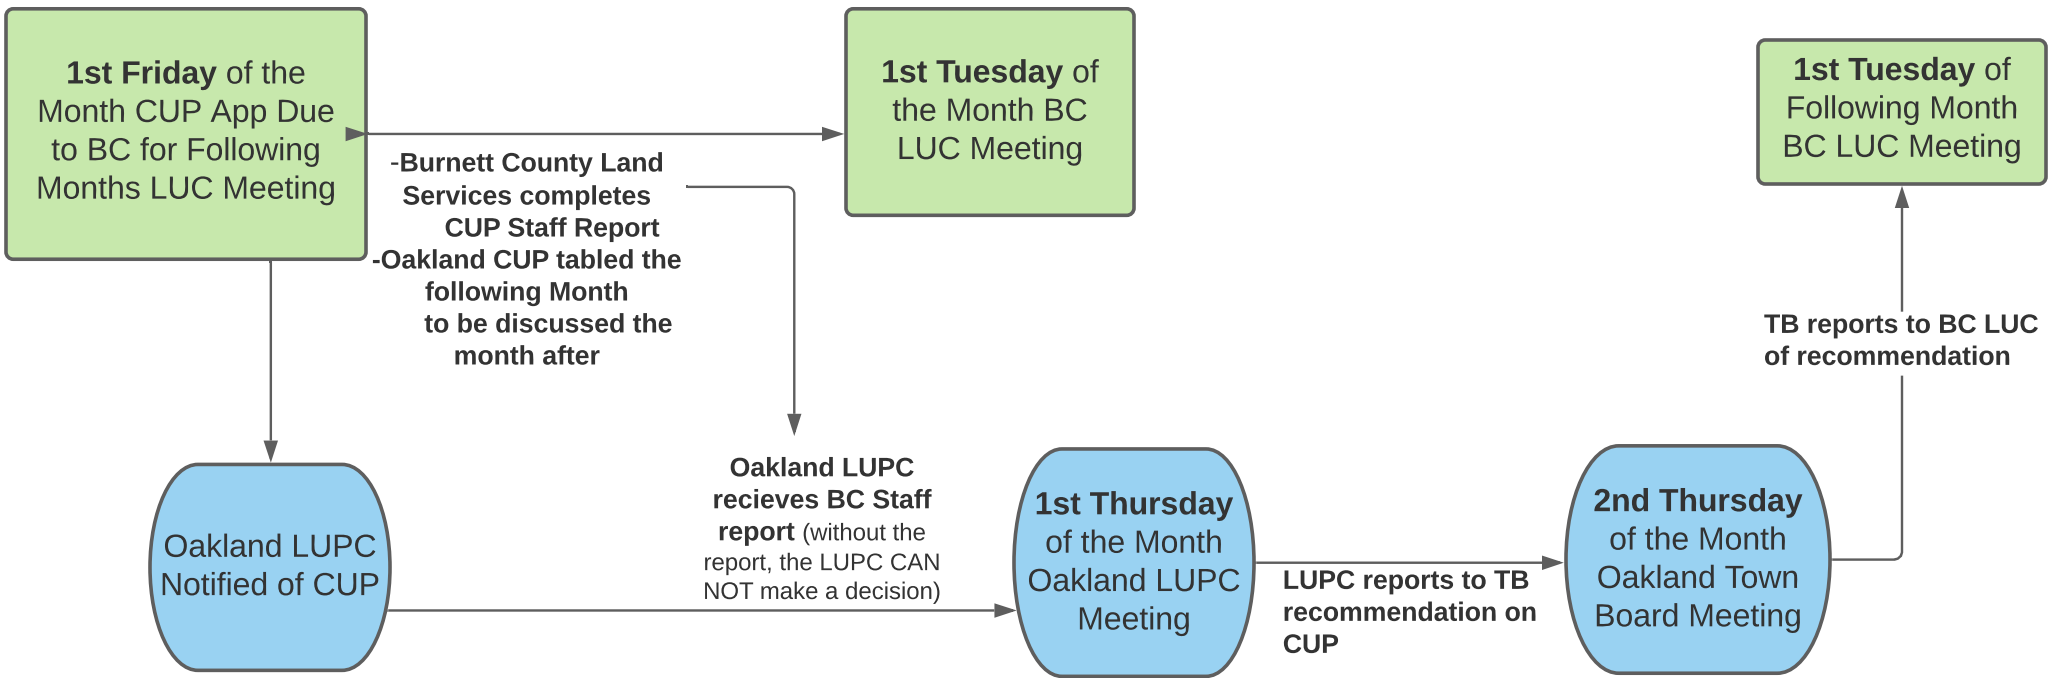 1st Friday of the
Month CUP App Due
to BC for Following
Months LUC Meeting
-Burnett County Land
Services completes
CUP Staff Report
-Oakland CUP tabled the
following Month
to be discussed the
month after
1st Tuesday of
the Month BC
LUC Meeting
1st Tuesday of
Following Month
BC LUC Meeting
TB reports to BC LUC
of recommendation
Oakland LUPC
Notified of CUP
Oakland LUPC
recieves BC Staff
report (without the
report, the LUPC CAN
NOT make a decision)
1st Thursday
of the Month
Oakland LUPC
Meeting
LUPC reports to TB
recommendation on
CUP
2nd Thursday
of the Month
Oakland Town
Board Meeting